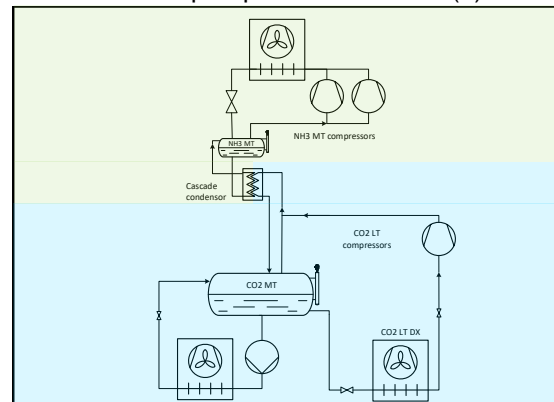 NH3 MT compressors
NH3 MT
Cascade
condensor
CO2 LT
compressors
CO2 MT
CO2 LT DX